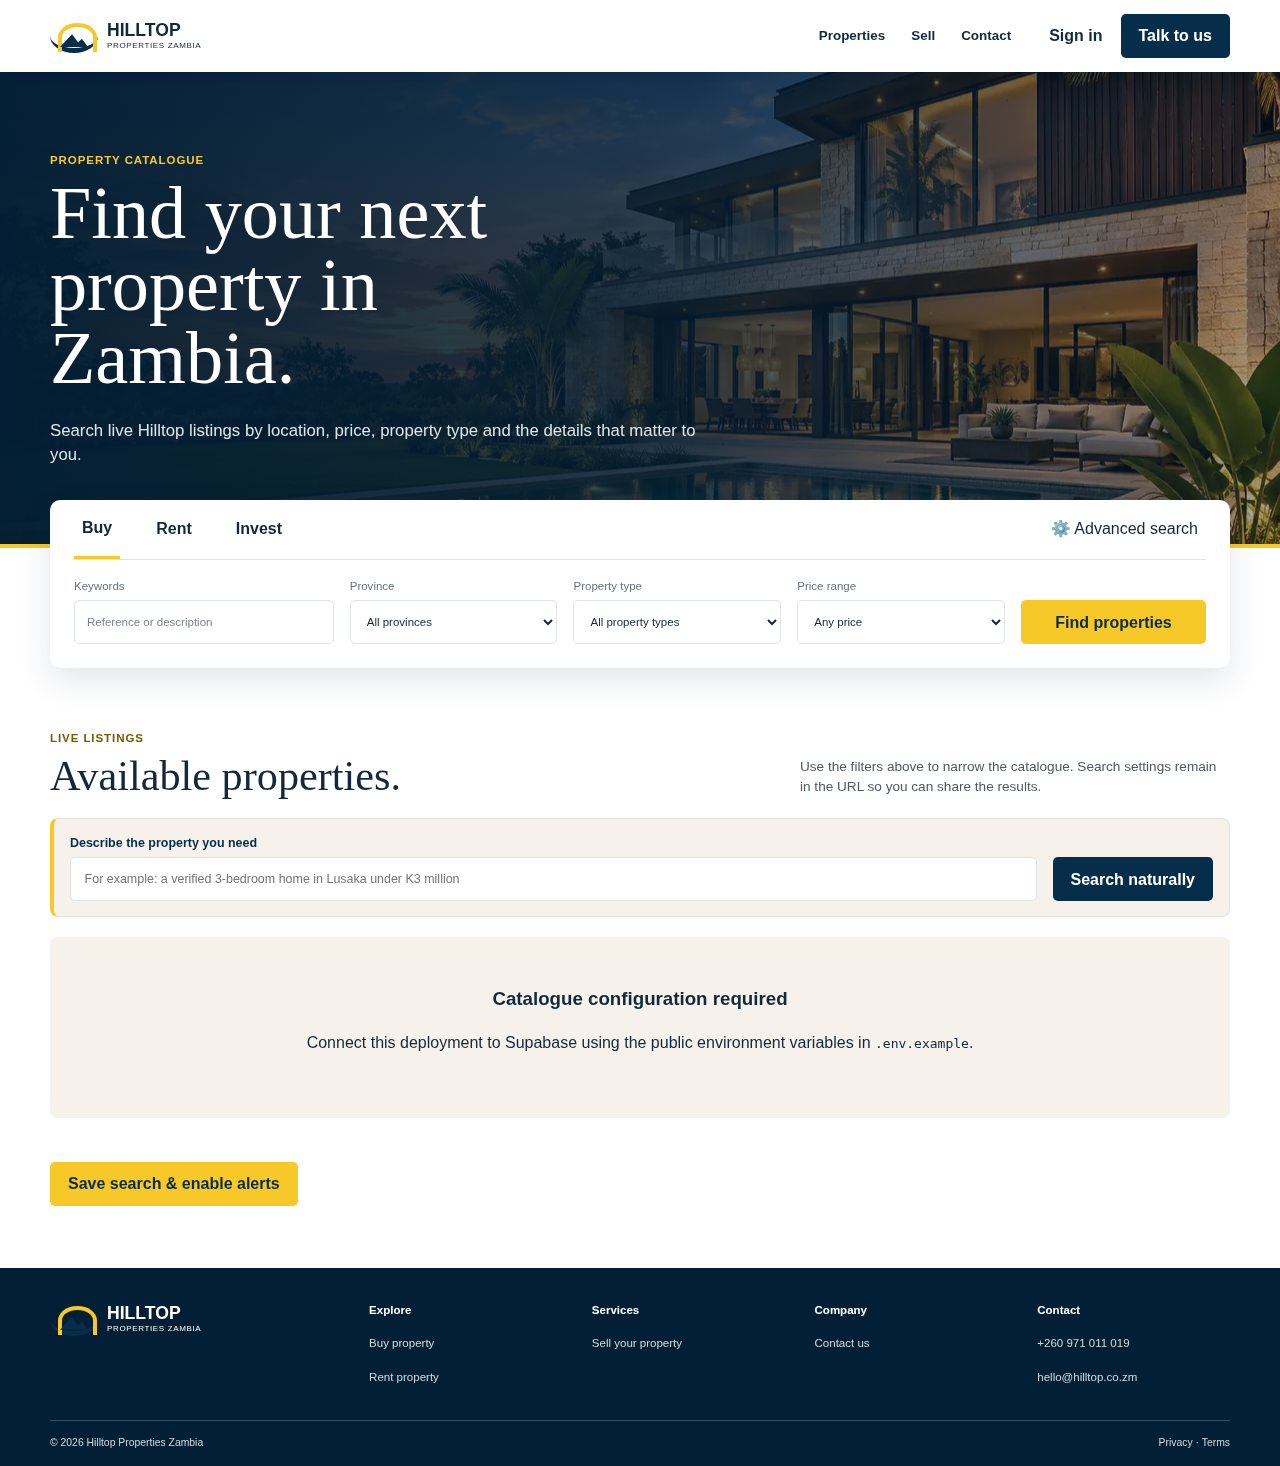 HILLTOP
PROPERTIES ZAMBIA
Properties
Sell
Contact
Sign in
Talk to us
PROPERTY CATALOGUE
Find your next
property in
Zambia.
Search live Hilltop listings by location, price, property type and the details that matter to
you.
Buy
Rent
Invest
⚙️ Advanced search
Keywords
Province
Property type
Price range
Reference or description
All provinces
All property types
Any price
Find properties
LIVE LISTINGS
Available properties.
Use the filters above to narrow the catalogue. Search settings remain
in the URL so you can share the results.
Describe the property you need
For example: a verified 3-bedroom home in Lusaka under K3 million
Search naturally
Catalogue configuration required
Connect this deployment to Supabase using the public environment variables in .env.example.
Save search & enable alerts
HILLTOP
PROPERTIES ZAMBIA
Explore
Buy property
Rent property
Services
Sell your property
Company
Contact us
Contact
+260 971 011 019
hello@hilltop.co.zm
© 2026 Hilltop Properties Zambia
Privacy · Terms